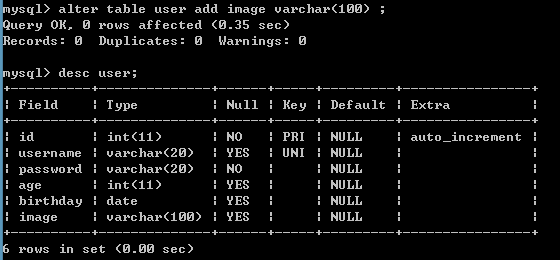 mysql> alter table user add image varchar(100) ;
Query OK, 0 rows affected (0.35 sec)
Records: 0  Duplicates: 0  Warnings: 0
mysql> desc user;
+----------+--------------+------+-----+---------+----------------+
| Field    | Type         | Null | Key | Default | Extra          |
+----------+--------------+------+-----+---------+----------------+
| id       | int(11)      | NO   | PRI | NULL    | auto_increment |
| username | varchar(20)  | YES  | UNI | NULL    |                |
| password | varchar(20)  | NO   |     | NULL    |                |
| age      | int(11)      | YES  |     | NULL    |                |
| birthday | date         | YES  |     | NULL    |                |
| image    | varchar(100) | YES  |     | NULL    |                |
+----------+--------------+------+-----+---------+----------------+
6 rows in set (0.00 sec)